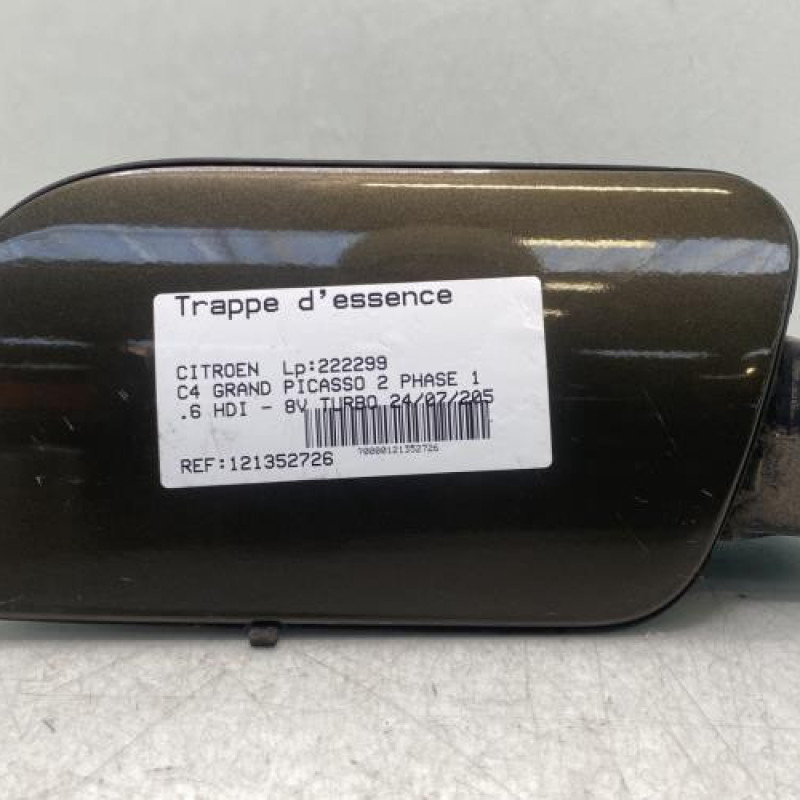 Trappe d'essence
CITROEN Lp:222299
C4 GRAND PICASSO 2 PHASE 1
.6 HDI - 8V TURBO 24/07/205
70000121352726
REF:121352726